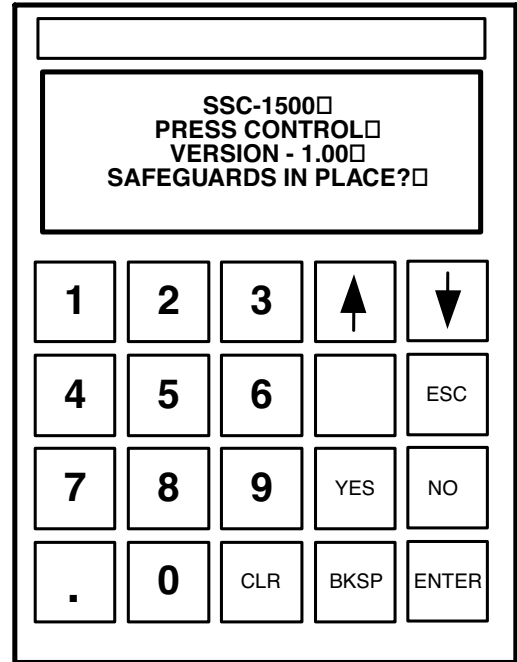 SSC-1500□
PRESS CONTROL□
VERSION - 1.00□
SAFEGUARDS IN PLACE?□
1 2 3
4 5 6 ESC
7 8 9 YES NO
. 0 CLR BKSP ENTER